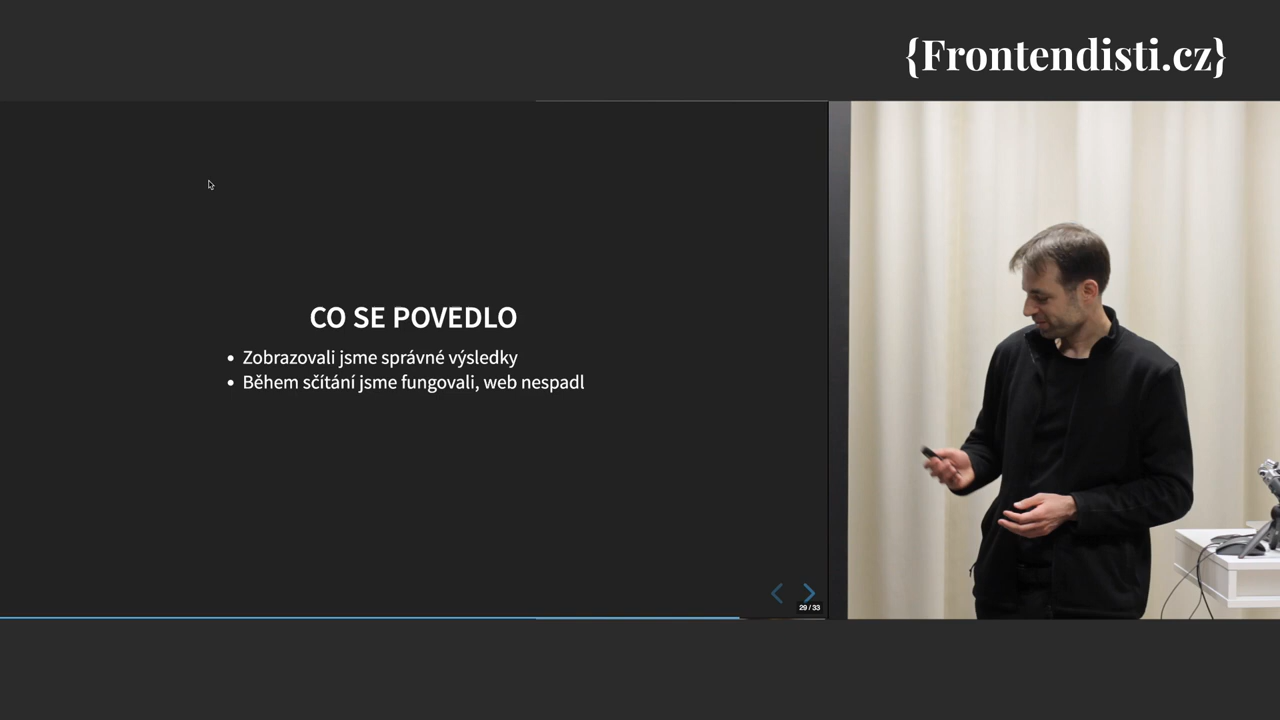 {Frontendisti.cz}
CO SE POVEDLO
• Zobrazovali jsme správné výsledky
• Během sčítání jsme fungovali, web nespadl
29 / 33